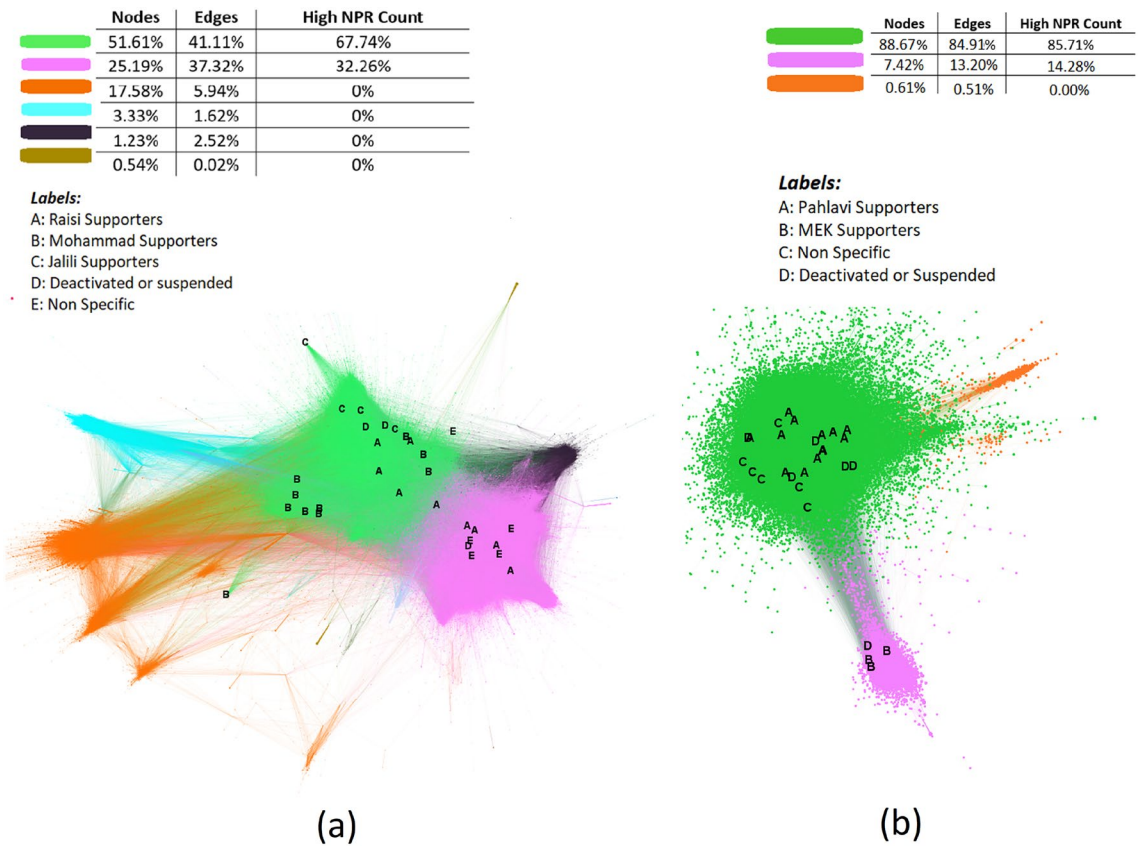 Nodes Edges High NPR Count
51.61% 41.11% 67.74%
25.19% 37.32% 32.26%
17.58% 5.94% 0%
3.33% 1.62% 0%
1.23% 2.52% 0%
0.54% 0.02% 0%
Labels:
A: Raisi Supporters
B: Mohammad Supporters
C: Jalili Supporters
D: Deactivated or suspended
E: Non Specific
C
C C
D D C
E
A B A
B
A B
B
B A
A
B B B
B
A A
E
E
D A
E E
A
B
(a)
Nodes Edges High NPR Count
88.67% 84.91% 85.71%
7.42% 13.20% 14.28%
0.61% 0.51% 0.00%
Labels:
A: Pahlavi Supporters
B: MEK Supporters
C: Non Specific
D: Deactivated or Suspended
A
C A
D A A A A A
D A
A
A
C D D
C C A D A
C
C
D
B
B
B
(b)